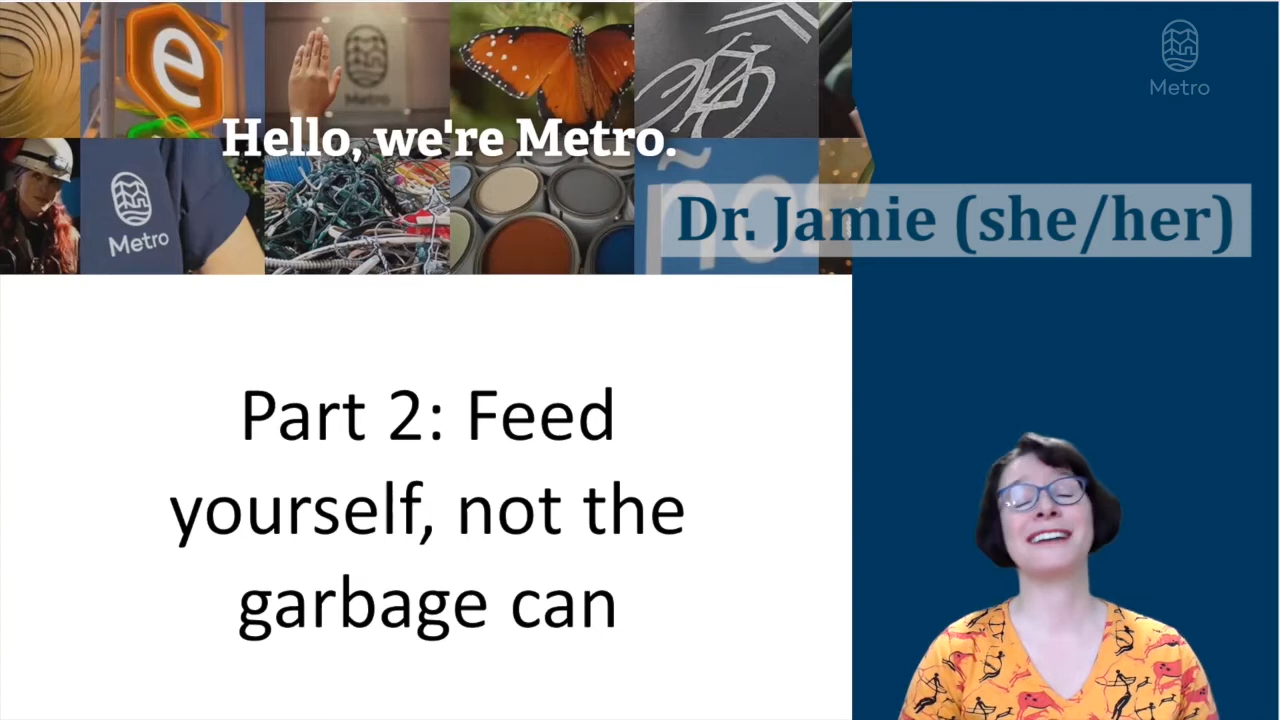 e
Metro
Hello, we're Metro.
Metro
Metro
Dr. Jamie (she/her)
Part 2: Feed
yourself, not the
garbage can